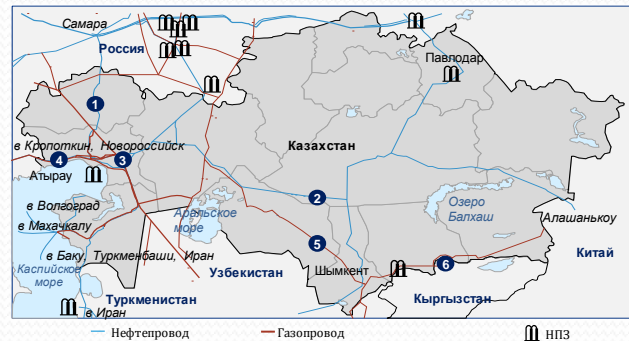 Самара
Россия
Павлодар
1
в Кропоткин, Новороссийск
Казахстан
4
3
Атырау
2
в Волгоград
Озеро
Балхаш
Аральское
море
Алашанькоу
в Махачкалу
5
в Баку, Туркменбаши, Иран
Китай
Узбекистан
6
Шымкент
Каспийское
море
Туркменистан
Кыргызстан
в Иран
Нефтепровод
Газопровод
НПЗ